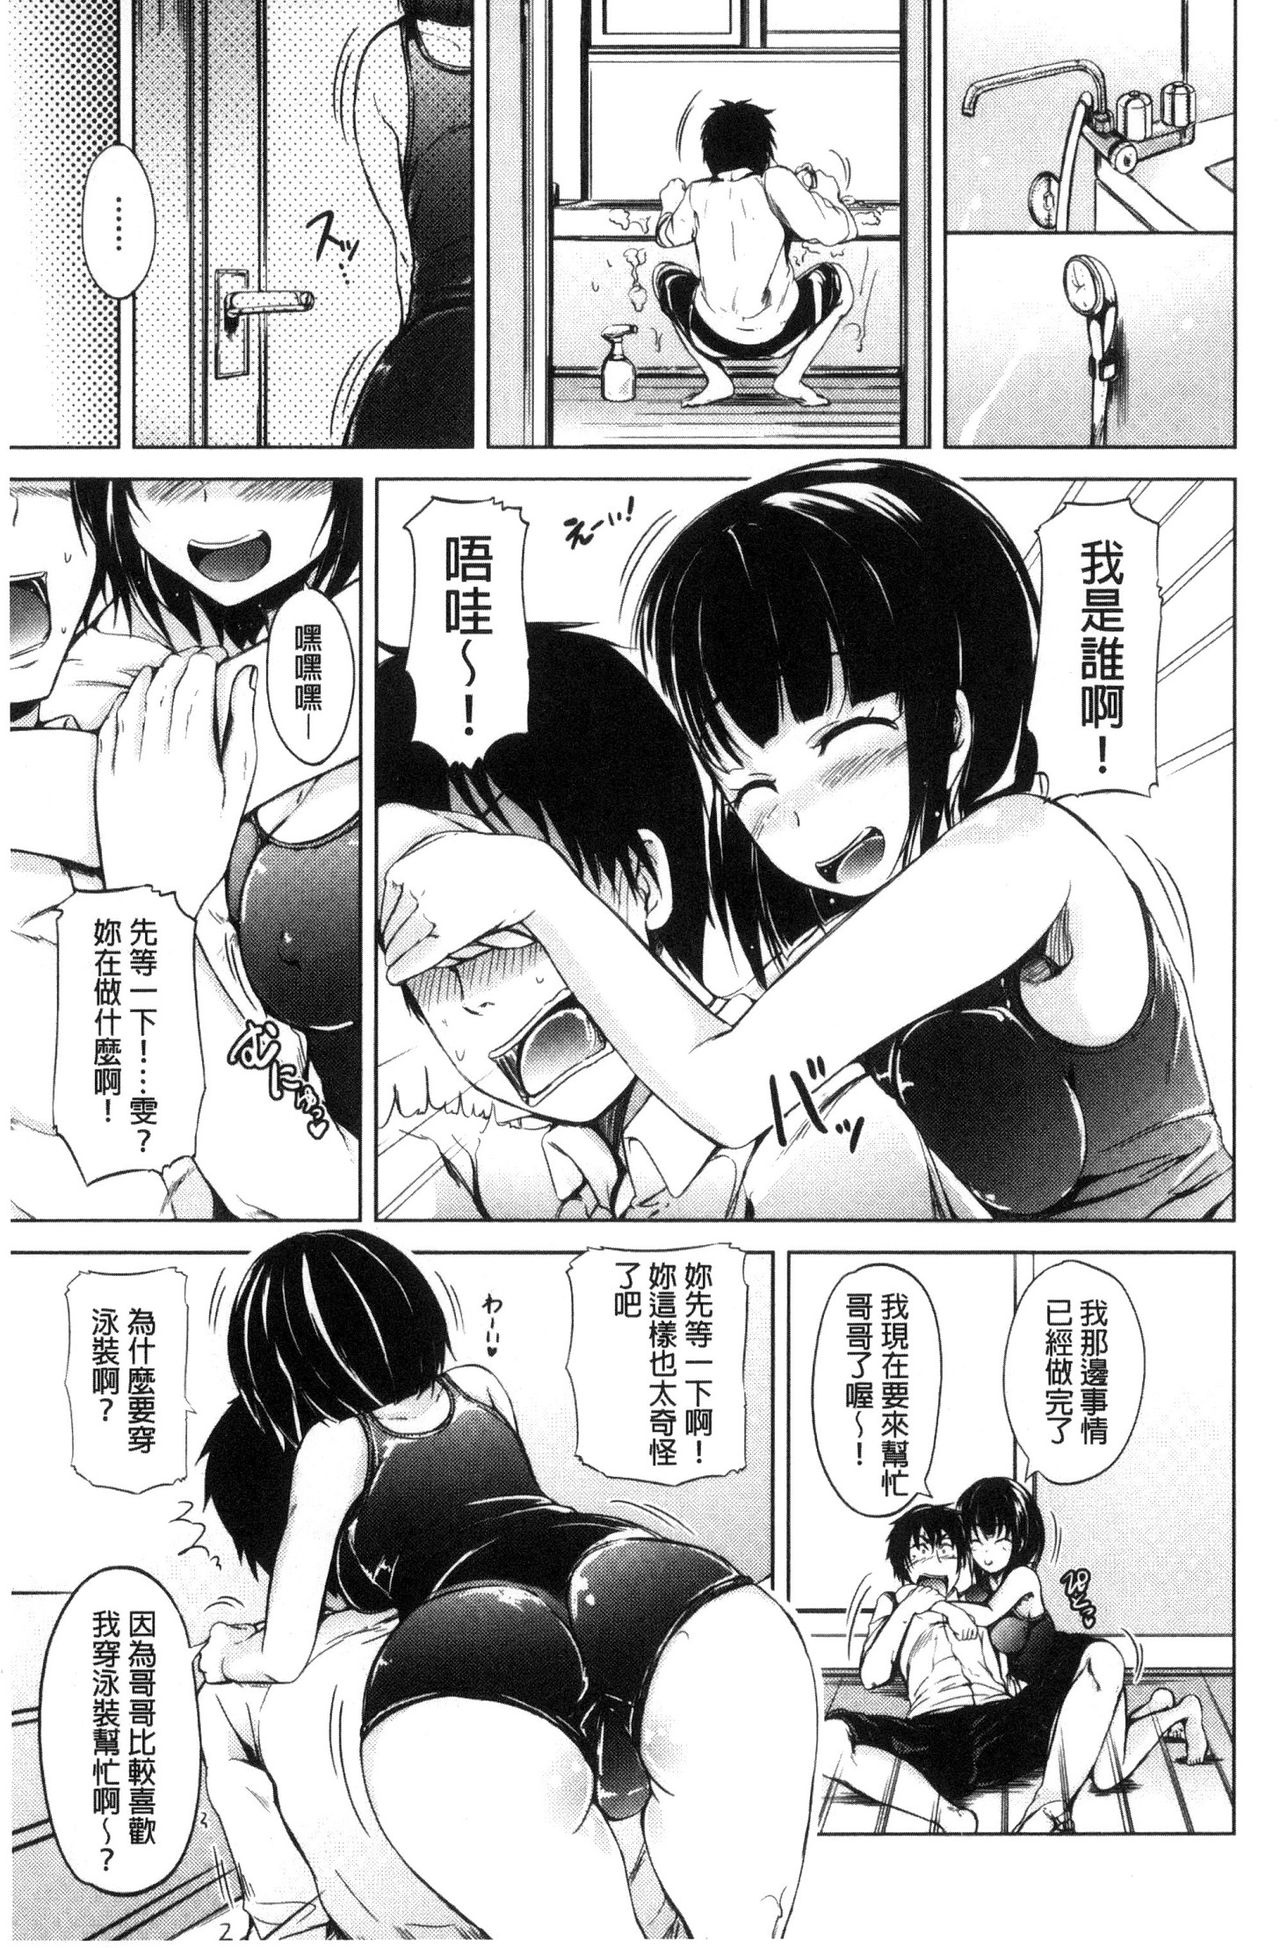 ……
スッ
我是誰啊！
えーい！
唔哇～！
バッ
嘿嘿嘿—
先等一下！…雯？
妳在做什麼啊！
むにゅっ♡
我那邊事情
已經做完了
我現在要來幫忙
哥哥了喔～！
妳先等一下啊！
妳這樣也太奇怪
了吧
わーい♥
為什麼要穿
泳裝啊？
因為哥哥比較喜歡
我穿泳裝幫忙啊～？